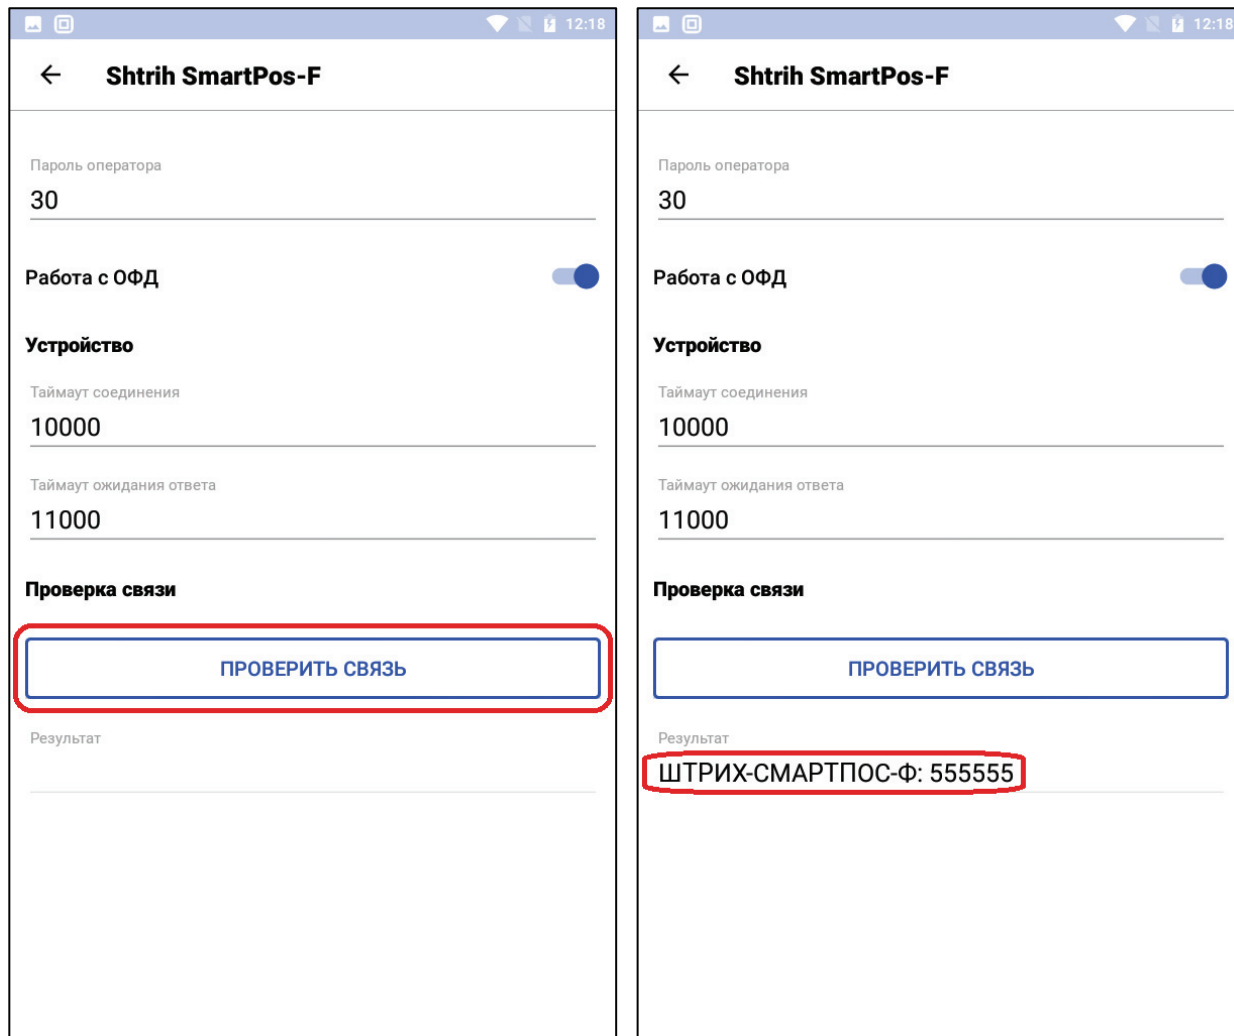 12:18
Shtrih SmartPos-F
Пароль оператора
30
Работа с ОФД
Устройство
Таймаут соединения
10000
Таймаут ожидания ответа
11000
Проверка связи
ПРОВЕРИТЬ СВЯЗЬ
Результат
12:18
Shtrih SmartPos-F
Пароль оператора
30
Работа с ОФД
Устройство
Таймаут соединения
10000
Таймаут ожидания ответа
11000
Проверка связи
ПРОВЕРИТЬ СВЯЗЬ
Результат
ШТРИХ-СМАРТПОС-Ф: 555555